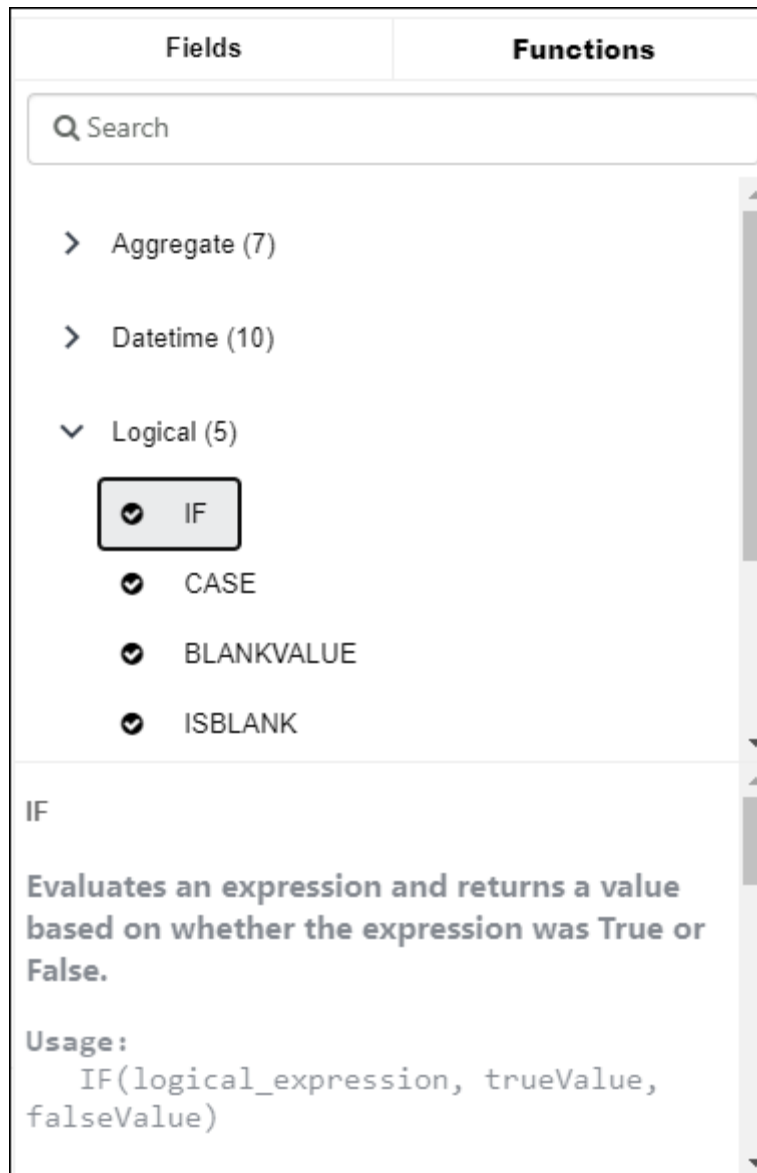 Fields
Functions
Search
Aggregate (7)
Datetime (10)
Logical (5)
IF
CASE
BLANKVALUE
ISBLANK
IF
Evaluates an expression and returns a value
based on whether the expression was True or
False.
Usage:
IF(logical_expression, trueValue,
falseValue)